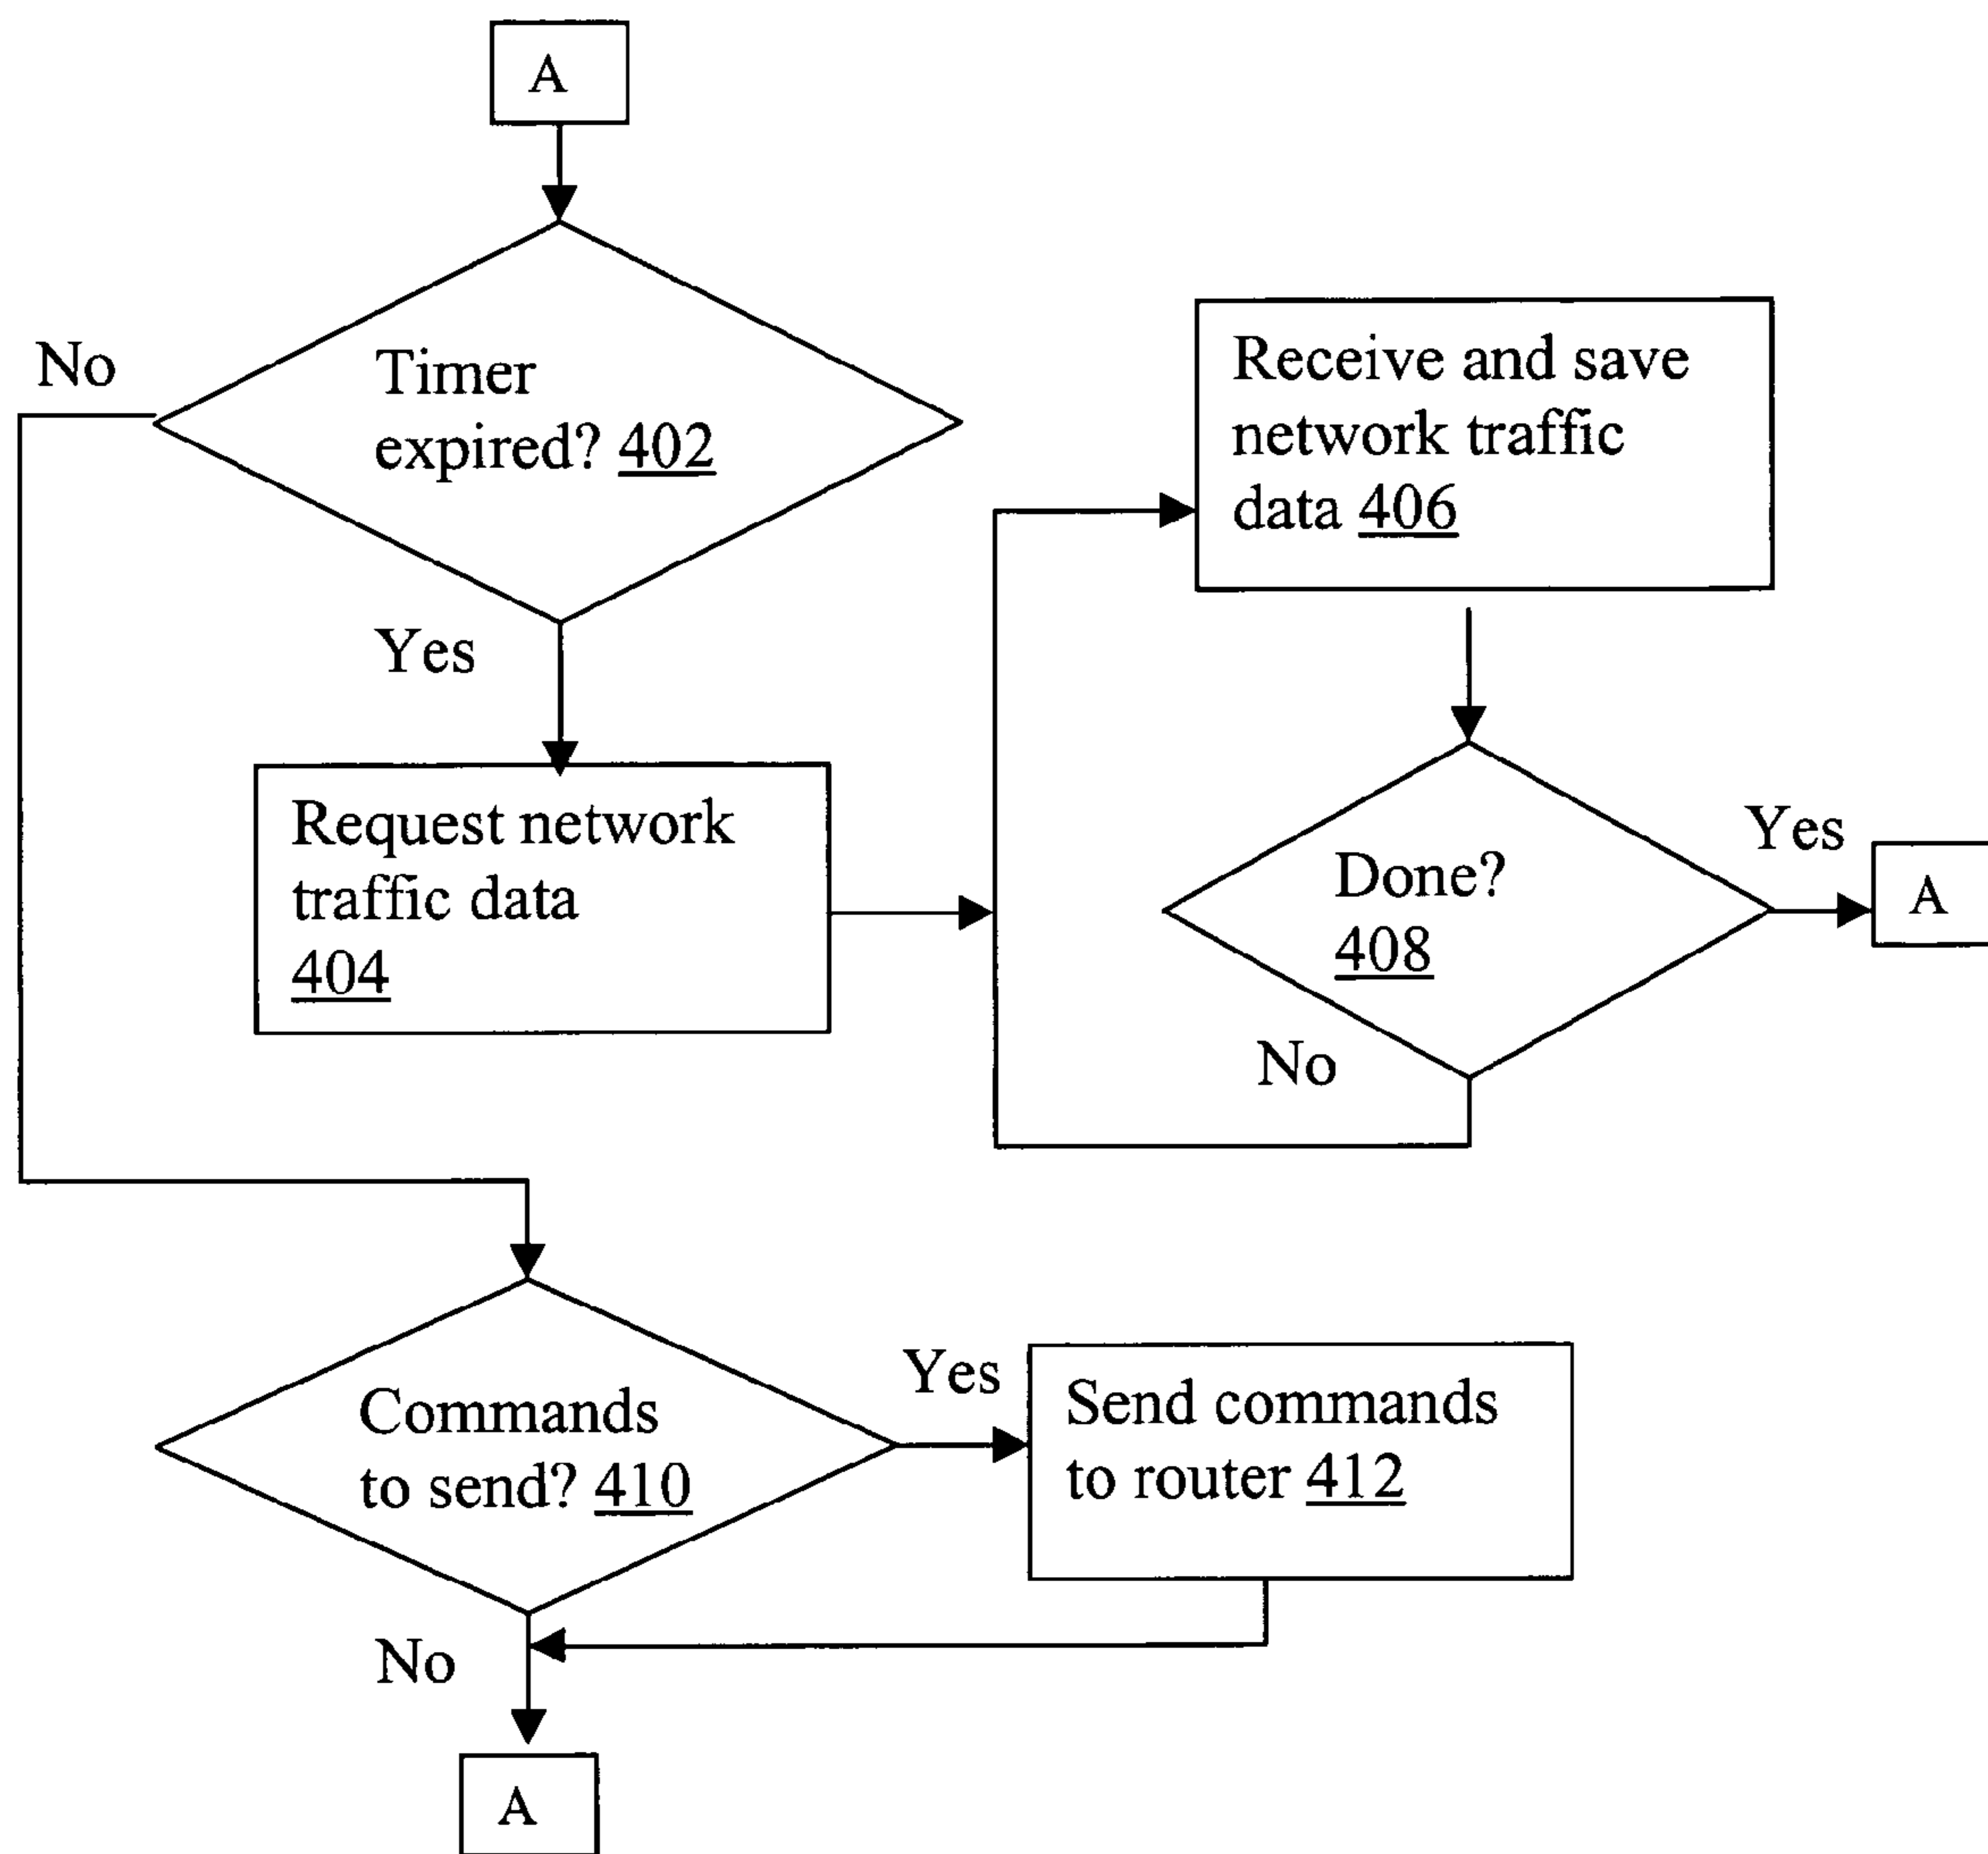 A
No
Timer
expired? 402
Yes
Request network
traffic data
404
Receive and save
network traffic
data 406
Done?
408
Yes
A
No
Commands
to send? 410
Yes
Send commands
to router 412
No
A